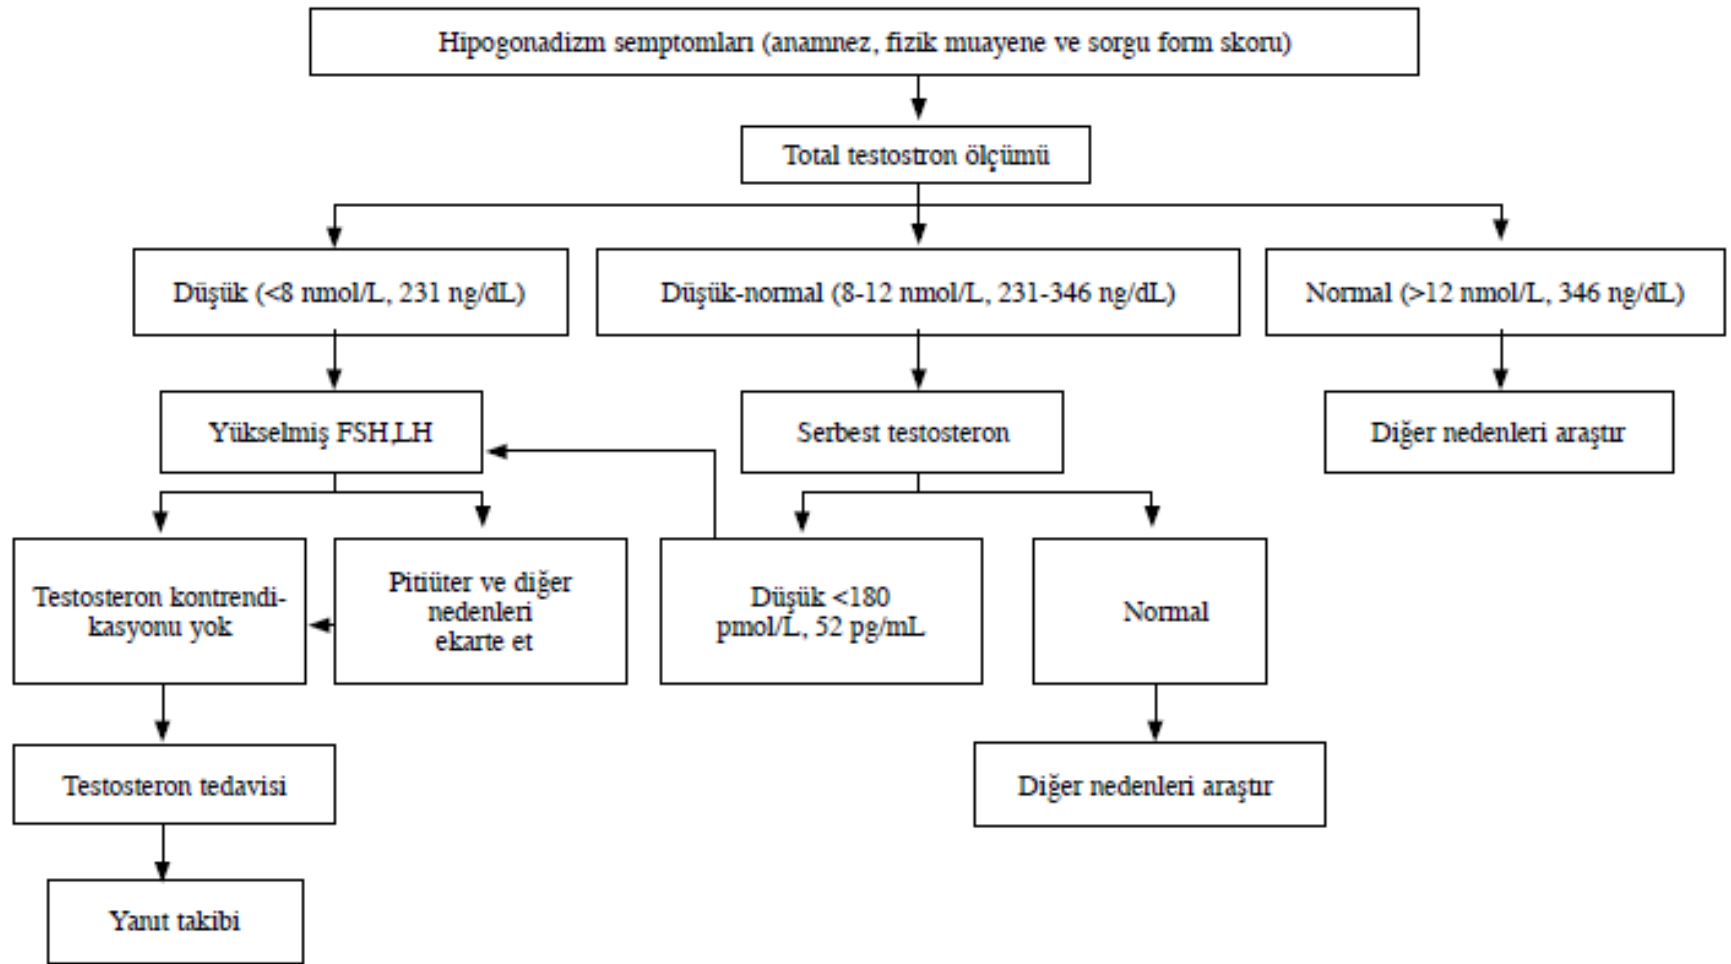 Hipogonadizm semptomları (anamnez, fizik muayene ve sorgu form skoru)
Total testostron ölçümü
Düşük (<8 nmol/L, 231 ng/dL)
Düşük-normal (8-12 nmol/L, 231-346 ng/dL)
Normal (>12 nmol/L, 346 ng/dL)
Yükselmiş FSH,LH
Serbest testosteron
Diğer nedenleri araştır
Testosteron kontrendi-
kasyonu yok
Pitiüter ve diğer
nedenleri
ekarte et
Düşük <180
pmol/L, 52 pg/mL
Normal
Testosteron tedavisi
Diğer nedenleri araştır
Yanıt takibi